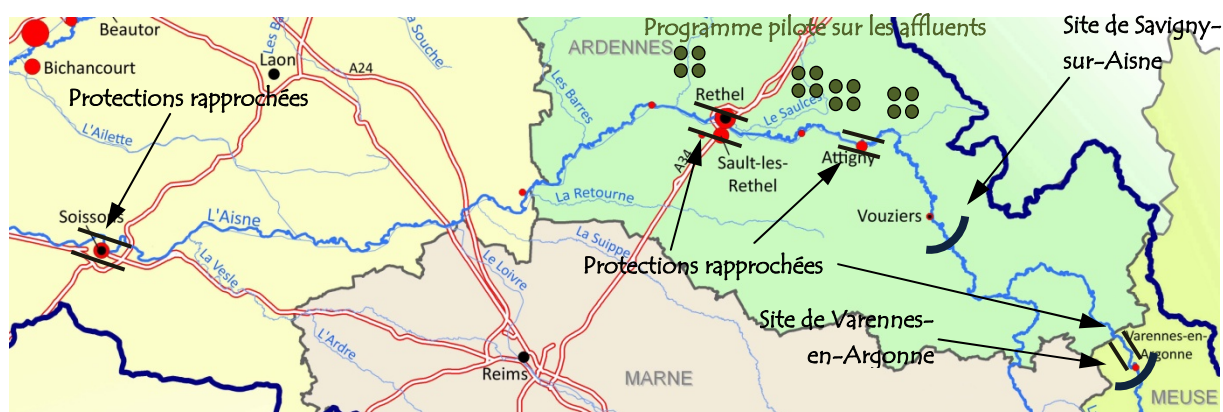 Programme pilote sur les affluents
Site de Savigny-
sur-Aisne
Beautor
Les B
La Souche
ARDENNES
Bichancourt
Laon
A24
Protections rapprochées
Les Barres
Rethel
Le Saulces
L'Ailette
A34
Sault-les-
Rethel
Attigny
La Retourne
Vouziers
Soissons
L'Aisne
La Suippe
La Vesle
Le Loivre
Protections rapprochées
Site de Varennes-
en-Argonne
Varennes-en-
Argonne
L'Ardre
Reims
MARNE
MEUSE